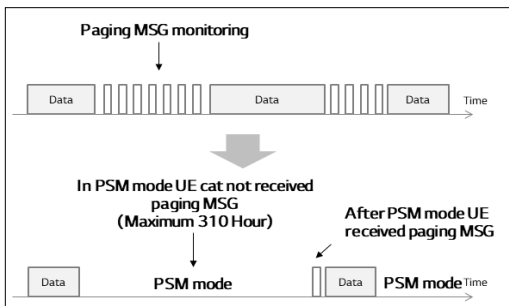 Paging MSG monitoring
Data
Data
Data
Time
In PSM mode UE cat not received
paging MSG
(Maximum 310 Hour)
After PSM mode UE
received paging MSG
Data
PSM mode
Data
PSM mode
Time